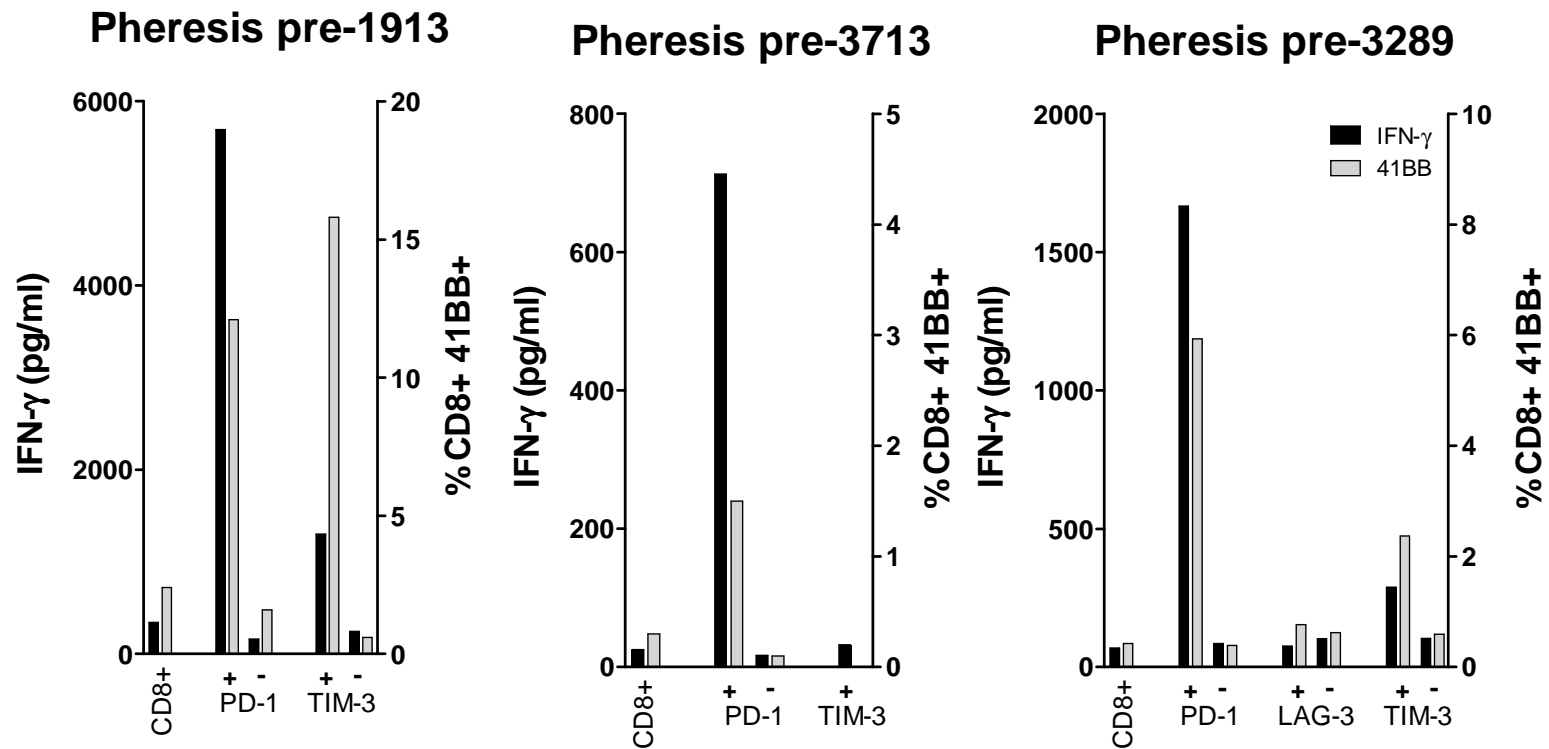 Pheresis pre-1913
6000
4000
2000
0
IFN-γ (pg/ml)
20
15
10
5
0
%CD8+ 41BB+
CD8+
+ -
PD-1
+ -
TIM-3
Pheresis pre-3713
800
600
400
200
0
IFN-γ (pg/ml)
5
4
3
2
1
0
%CD8+ 41BB+
CD8+
+ -
PD-1
+
TIM-3
Pheresis pre-3289
2000
1500
1000
500
0
IFN-γ (pg/ml)
10
8
6
4
2
0
%CD8+ 41BB+
IFN-γ
41BB
CD8+
+ -
PD-1
+ -
LAG-3
+ -
TIM-3